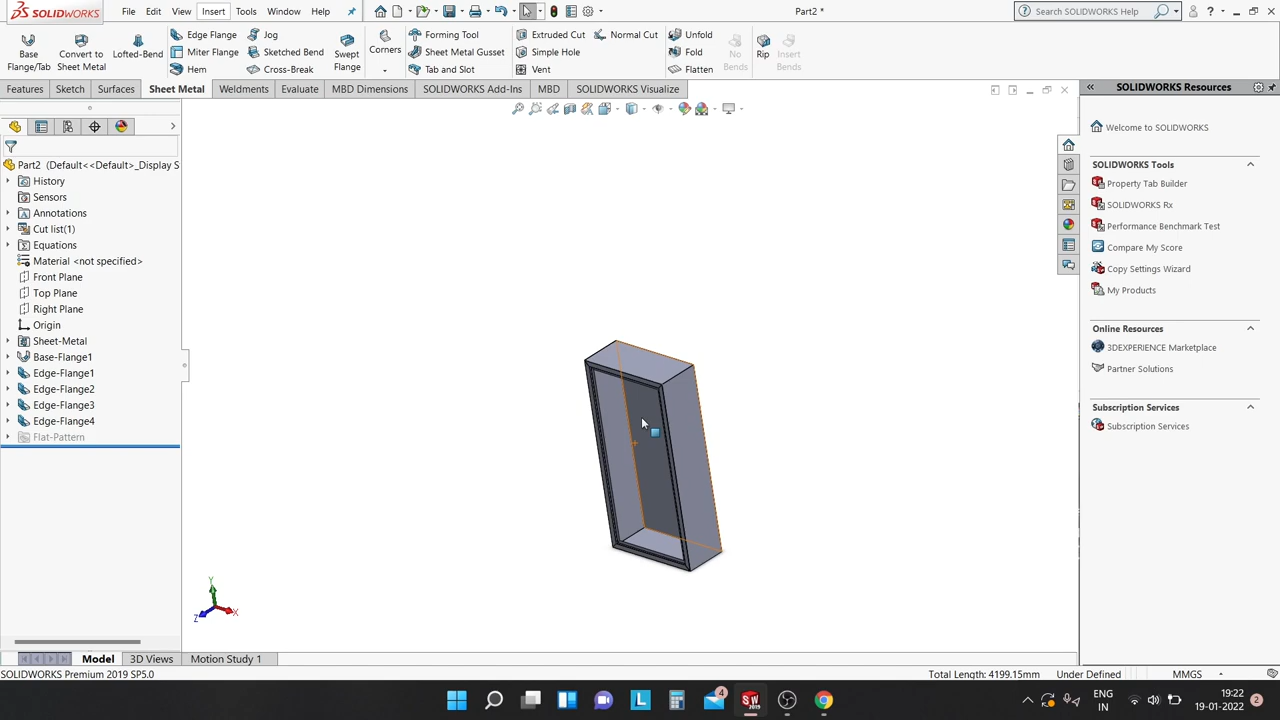 SOLIDWORKS File Edit View Insert Tools Window Help Part2 * Search SOLIDWORKS Help
Base Flange/Tab Convert to Sheet Metal Lofted-Bend Edge Flange Miter Flange Hem Jog Sketched Bend Cross-Break Swept Flange Corners Forming Tool Sheet Metal Gusset Tab and Slot Extruded Cut Simple Hole Vent Normal Cut Unfold Fold Flatten No Bends Rip Insert Bends
Features Sketch Surfaces Sheet Metal Weldments Evaluate MBD Dimensions SOLIDWORKS Add-Ins MBD SOLIDWORKS Visualize
SOLIDWORKS Resources
Welcome to SOLIDWORKS
SOLIDWORKS Tools
Property Tab Builder
SOLIDWORKS Rx
Performance Benchmark Test
Compare My Score
Copy Settings Wizard
My Products
Online Resources
3DEXPERIENCE Marketplace
Partner Solutions
Subscription Services
Subscription Services
Part2 (Default<<Default>_Display S
History
Sensors
Annotations
Cut list(1)
Equations
Material <not specified>
Front Plane
Top Plane
Right Plane
Origin
Sheet-Metal
Base-Flange1
Edge-Flange1
Edge-Flange2
Edge-Flange3
Edge-Flange4
Flat-Pattern
Y
Z X
Model 3D Views Motion Study 1
SOLIDWORKS Premium 2019 SP5.0 Total Length: 4199.15mm Under Defined MMGS
4 SW 2019 L ENG 19:22
IN 19-01-2022 2